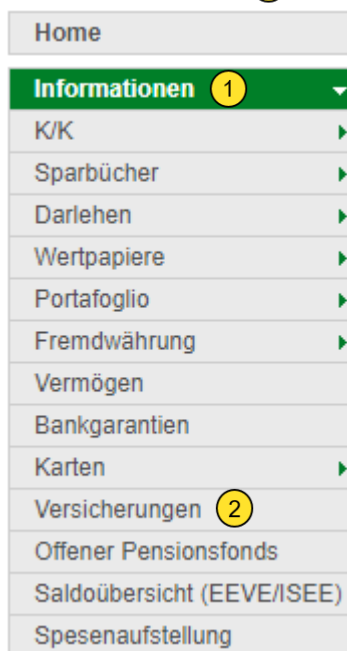 Home
Informationen 1
K/K
Sparbücher
Darlehen
Wertpapiere
Portafoglio
Fremdwährung
Vermögen
Bankgarantien
Karten
Versicherungen 2
Offener Pensionsfonds
Saldoübersicht (EEVE/ISEE)
Spesenaufstellung